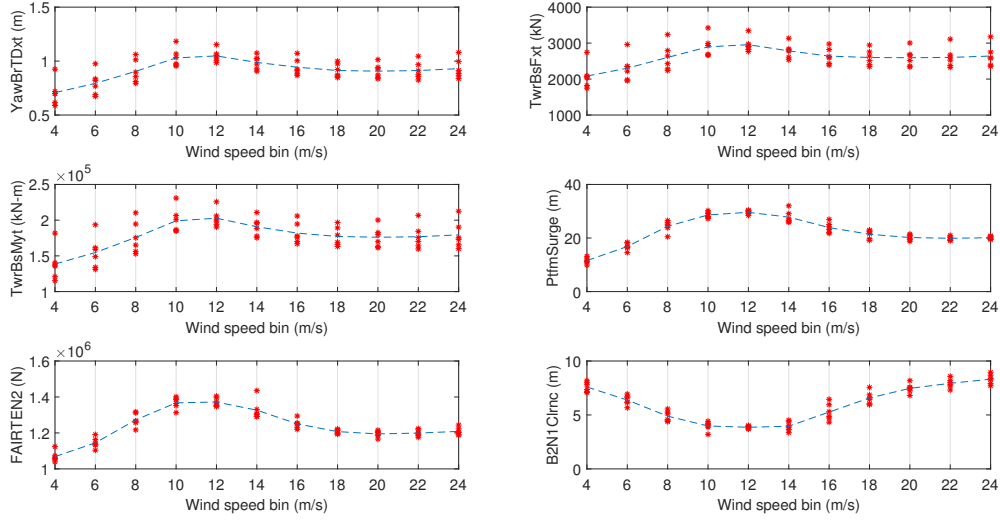 YawBrTDxt (m)
1.5
1
0.5
4 6 8 10 12 14 16 18 20 22 24
Wind speed bin (m/s)
TwrBsFxt (kN)
4000
3000
2000
1000
4 6 8 10 12 14 16 18 20 22 24
Wind speed bin (m/s)
TwrBsMyt (kN-m)
×10^5
2.5
2
1.5
1
4 6 8 10 12 14 16 18 20 22 24
Wind speed bin (m/s)
PtfmSurge (m)
40
20
0
4 6 8 10 12 14 16 18 20 22 24
Wind speed bin (m/s)
FAIRTEN2 (N)
×10^6
1.6
1.4
1.2
1
4 6 8 10 12 14 16 18 20 22 24
Wind speed bin (m/s)
B2N1Clrnc (m)
10
5
0
4 6 8 10 12 14 16 18 20 22 24
Wind speed bin (m/s)